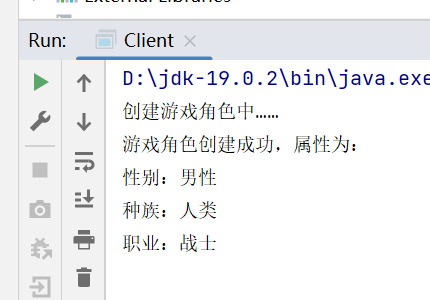 External Libraries
Run: Client
D:\jdk-19.0.2\bin\java.exe
创建游戏角色中……
游戏角色创建成功，属性为：
性别：男性
种族：人类
职业：战士